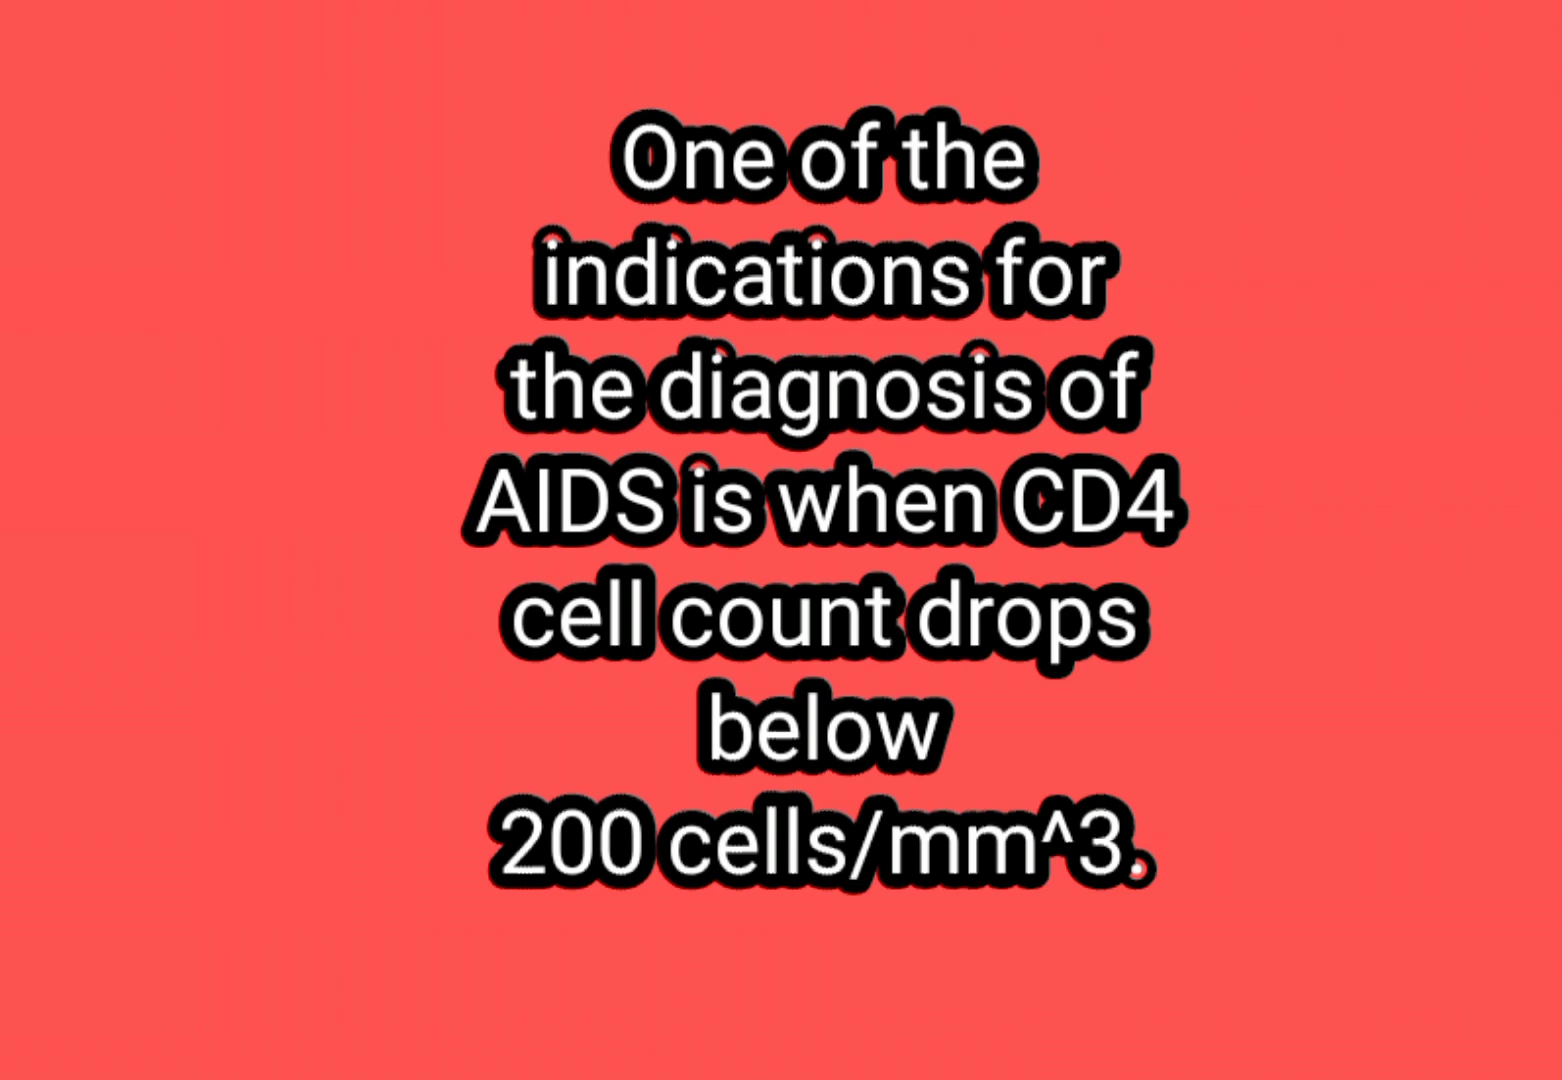 One of the
indications for
the diagnosis of
AIDS is when CD4
cell count drops
below
200 cells/mm^3.